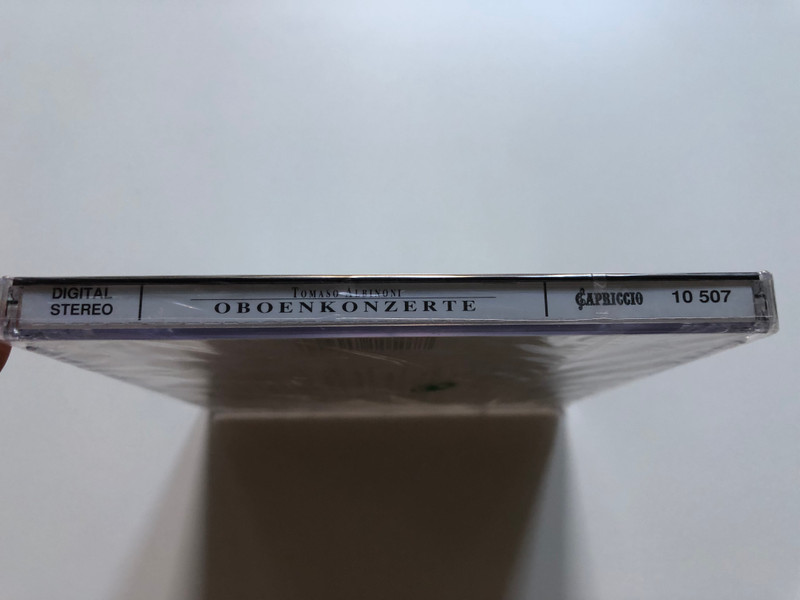 DIGITAL
STEREO
TOMASO ALBINONI
OBOENKONZERTE
CAPRICCIO
10 507